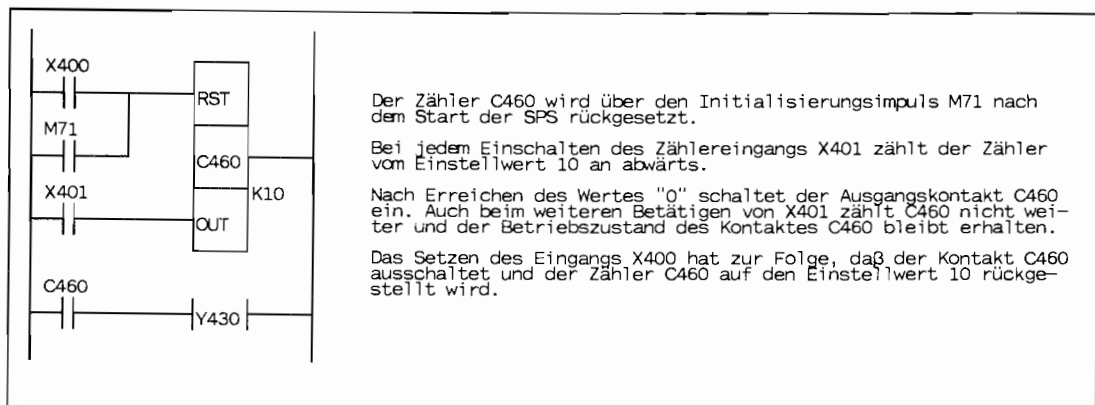 X400
RST
M71
C460
X401
K10
OUT
C460
Y430
Der Zähler C460 wird über den Initialisierungsimpuls M71 nach
dem Start der SPS rückgesetzt.
Bei jedem Einschalten des Zählereingangs X401 zählt der Zähler
vom Einstellwert 10 an abwärts.
Nach Erreichen des Wertes "0" schaltet der Ausgangskontakt C460
ein. Auch beim weiteren Betätigen von X401 zählt C460 nicht wei-
ter und der Betriebszustand des Kontaktes C460 bleibt erhalten.
Das Setzen des Eingangs X400 hat zur Folge, daß der Kontakt C460
ausschaltet und der Zähler C460 auf den Einstellwert 10 rückge-
stellt wird.